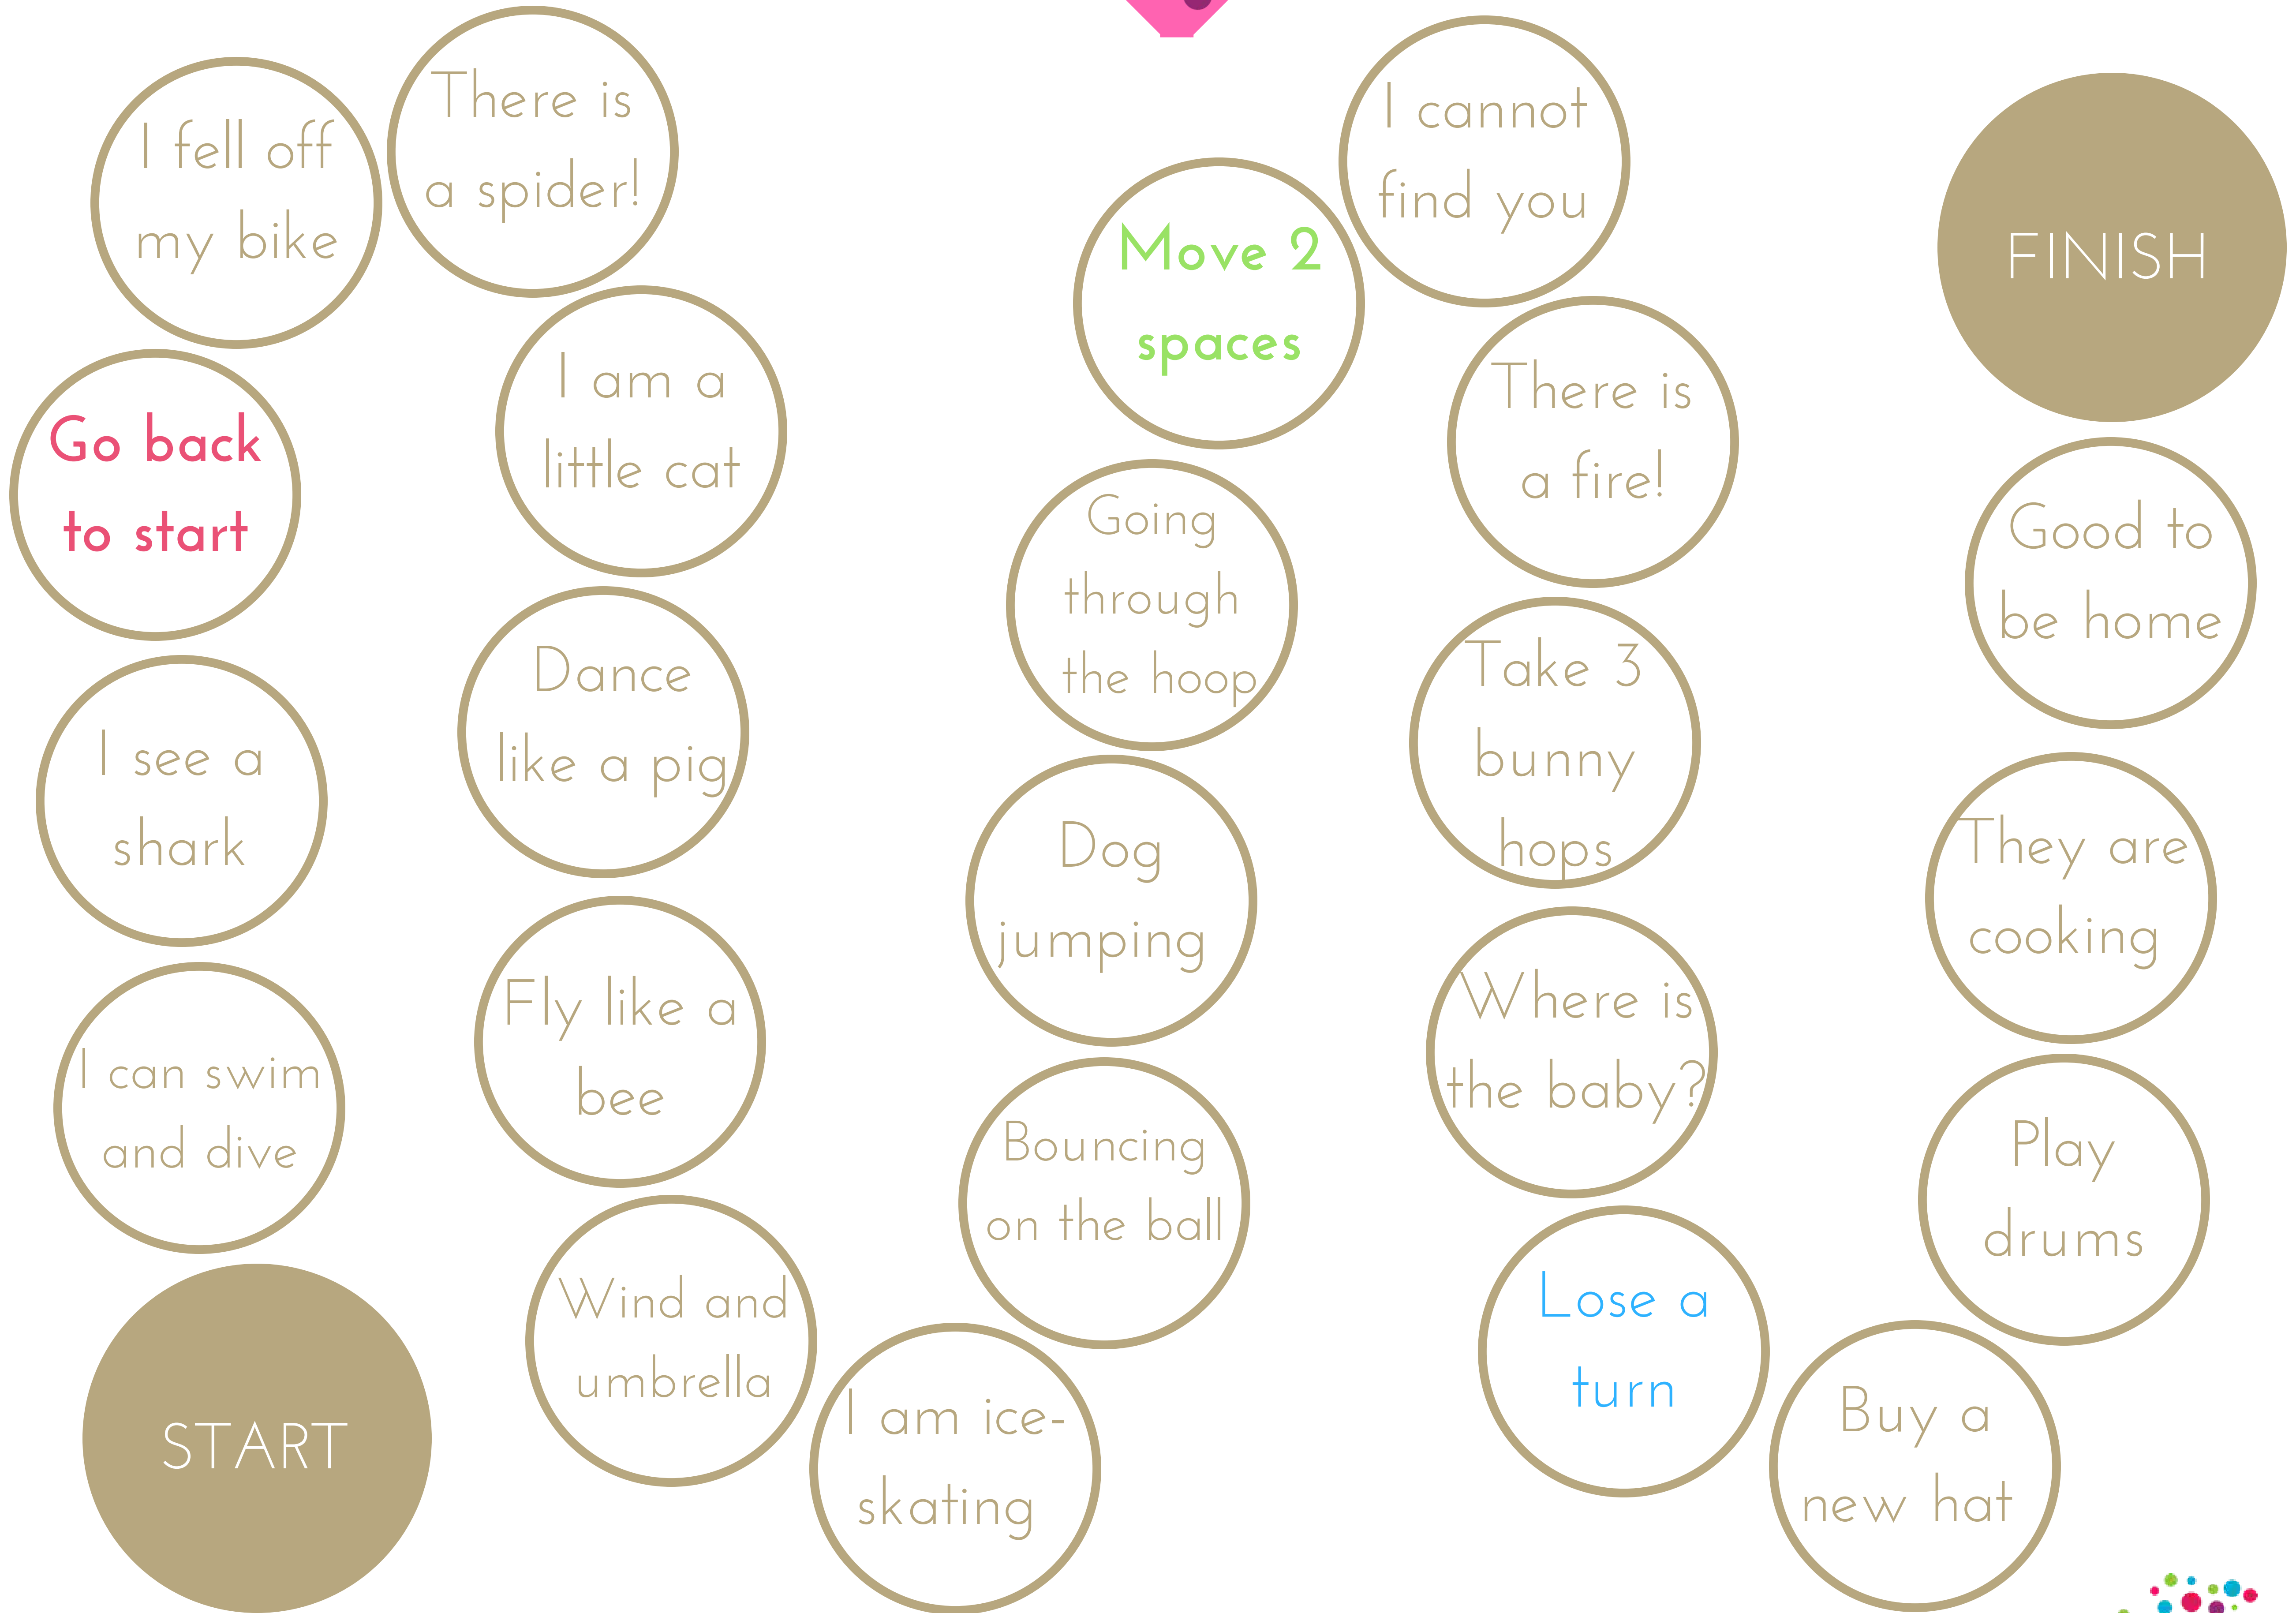 START
I can swim
and dive
I see a
shark
Go back
to start
I fell off
my bike
There is
a spider!
I am a
little cat
Dance
like a pig
Fly like a
bee
Wind and
umbrella
I am ice-
skating
Bouncing
on the ball
Dog
jumping
Going
through
the hoop
Move 2
spaces
I cannot
find you
There is
a fire!
Take 3
bunny
hops
Where is
the baby?
Lose a
turn
Buy a
new hat
Play
drums
They are
cooking
Good to
be home
FINISH